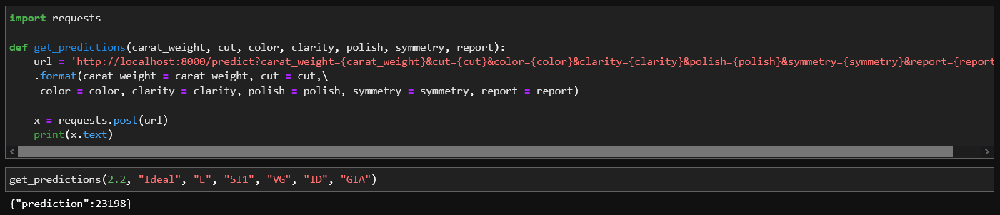 import requests
def get_predictions(carat_weight, cut, color, clarity, polish, symmetry, report):
    url = 'http://localhost:8000/predict?carat_weight={carat_weight}&cut={cut}&color={color}&clarity={clarity}&polish={polish}&symmetry={symmetry}&report={report
    .format(carat_weight = carat_weight, cut = cut,\
     color = color, clarity = clarity, polish = polish, symmetry = symmetry, report = report)
    x = requests.post(url)
    print(x.text)
get_predictions(2.2, "Ideal", "E", "SI1", "VG", "ID", "GIA")
{"prediction":23198}